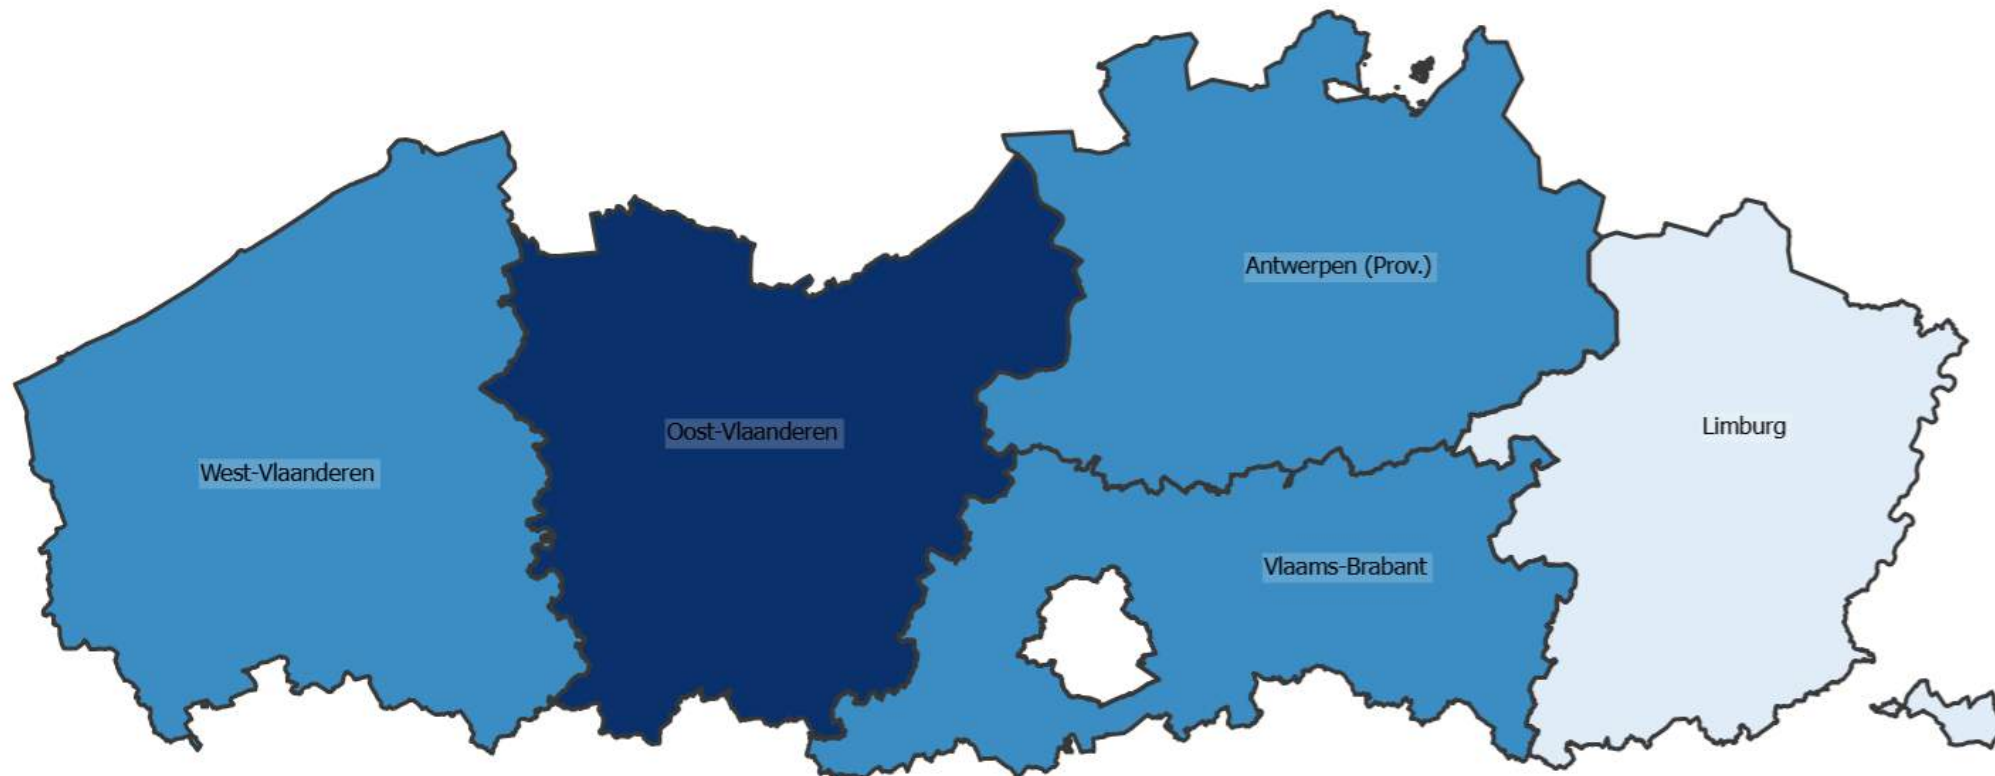 Antwerpen (Prov.)
Limburg
Oost-Vlaanderen
West-Vlaanderen
Vlaams-Brabant